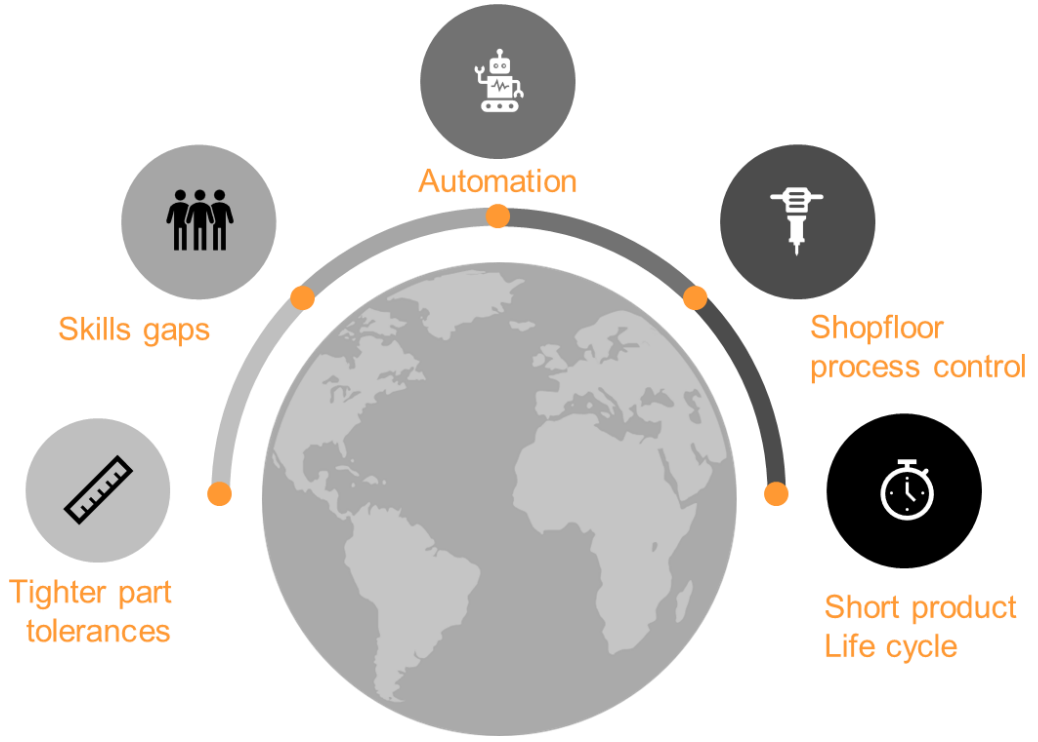 Automation
Skills gaps
Shopfloor
process control
Tighter part
tolerances
Short product
Life cycle